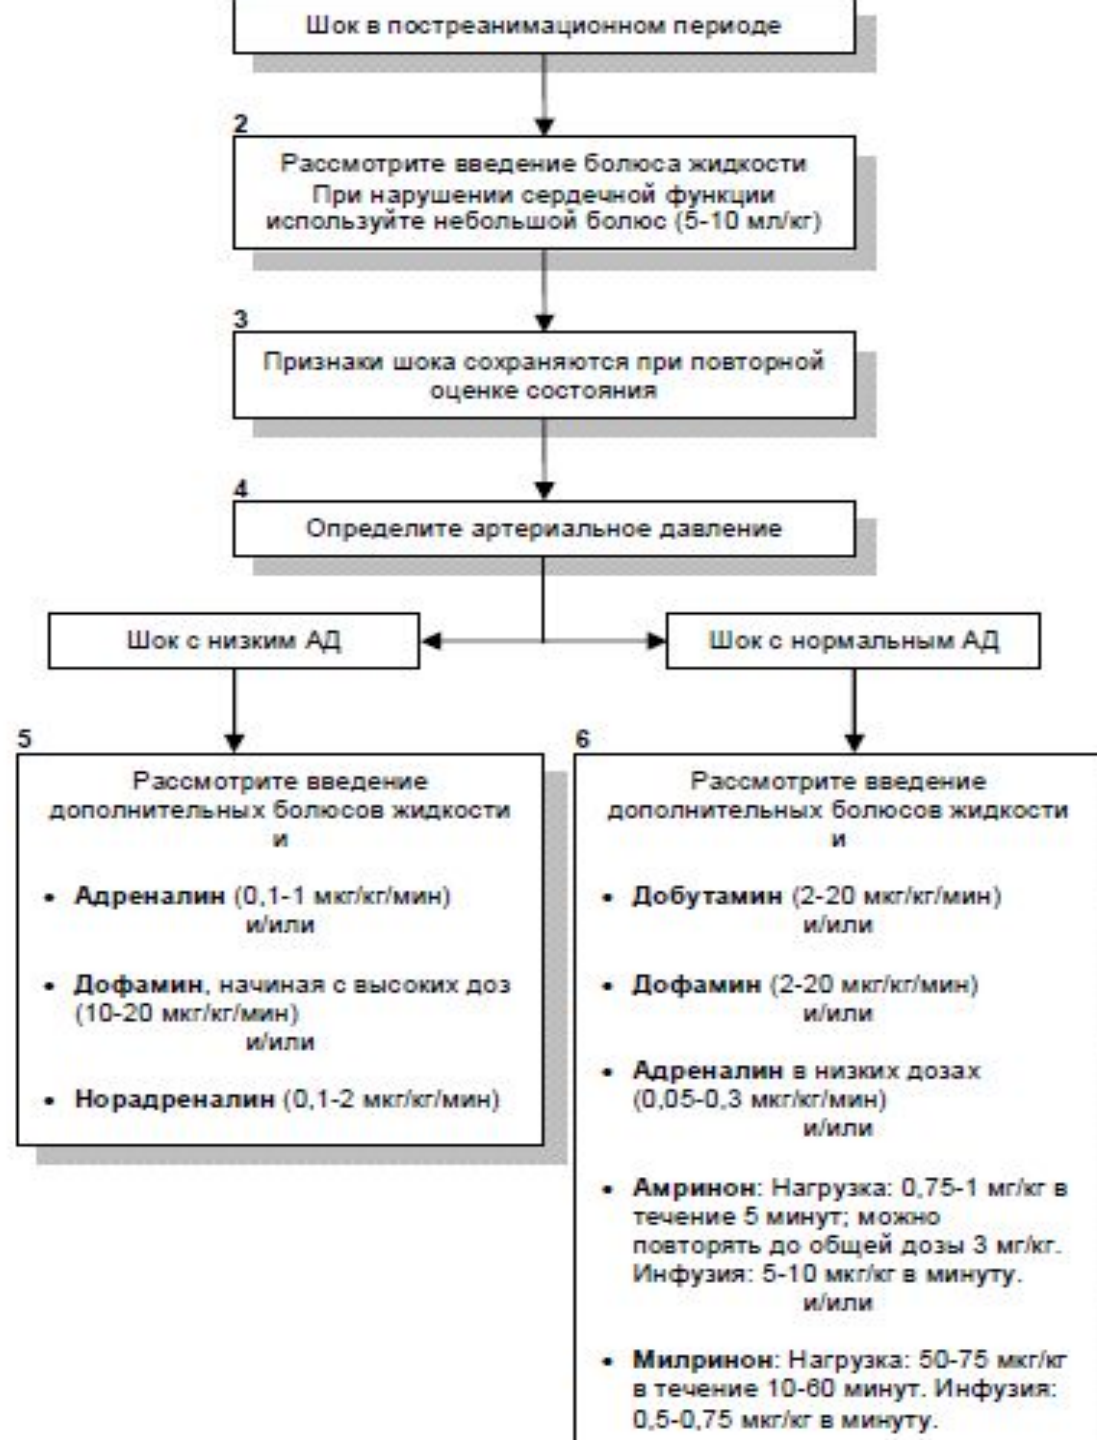 Шок в постреанимационном периоде
2
Рассмотрите введение болюса жидкости
При нарушении сердечной функции
используйте небольшой болюс (5-10 мл/кг)
3
Признаки шока сохраняются при повторной
оценке состояния
4
Определите артериальное давление
Шок с низким АД
Шок с нормальным АД
5
Рассмотрите введение
дополнительных болюсов жидкости
и
• Адреналин (0,1-1 мкг/кг/мин)
и/или
• Дофамин, начиная с высоких доз
(10-20 мкг/кг/мин)
и/или
• Норадреналин (0,1-2 мкг/кг/мин)
6
Рассмотрите введение
дополнительных болюсов жидкости
и
• Добутамин (2-20 мкг/кг/мин)
и/или
• Дофамин (2-20 мкг/кг/мин)
и/или
• Адреналин в низких дозах
(0,05-0,3 мкг/кг/мин)
и/или
• Амринон: Нагрузка: 0,75-1 мг/кг в
течение 5 минут; можно
повторять до общей дозы 3 мг/кг.
Инфузия: 5-10 мкг/кг в минуту.
и/или
• Милринон: Нагрузка: 50-75 мкг/кг
в течение 10-60 минут. Инфузия:
0,5-0,75 мкг/кг в минуту.